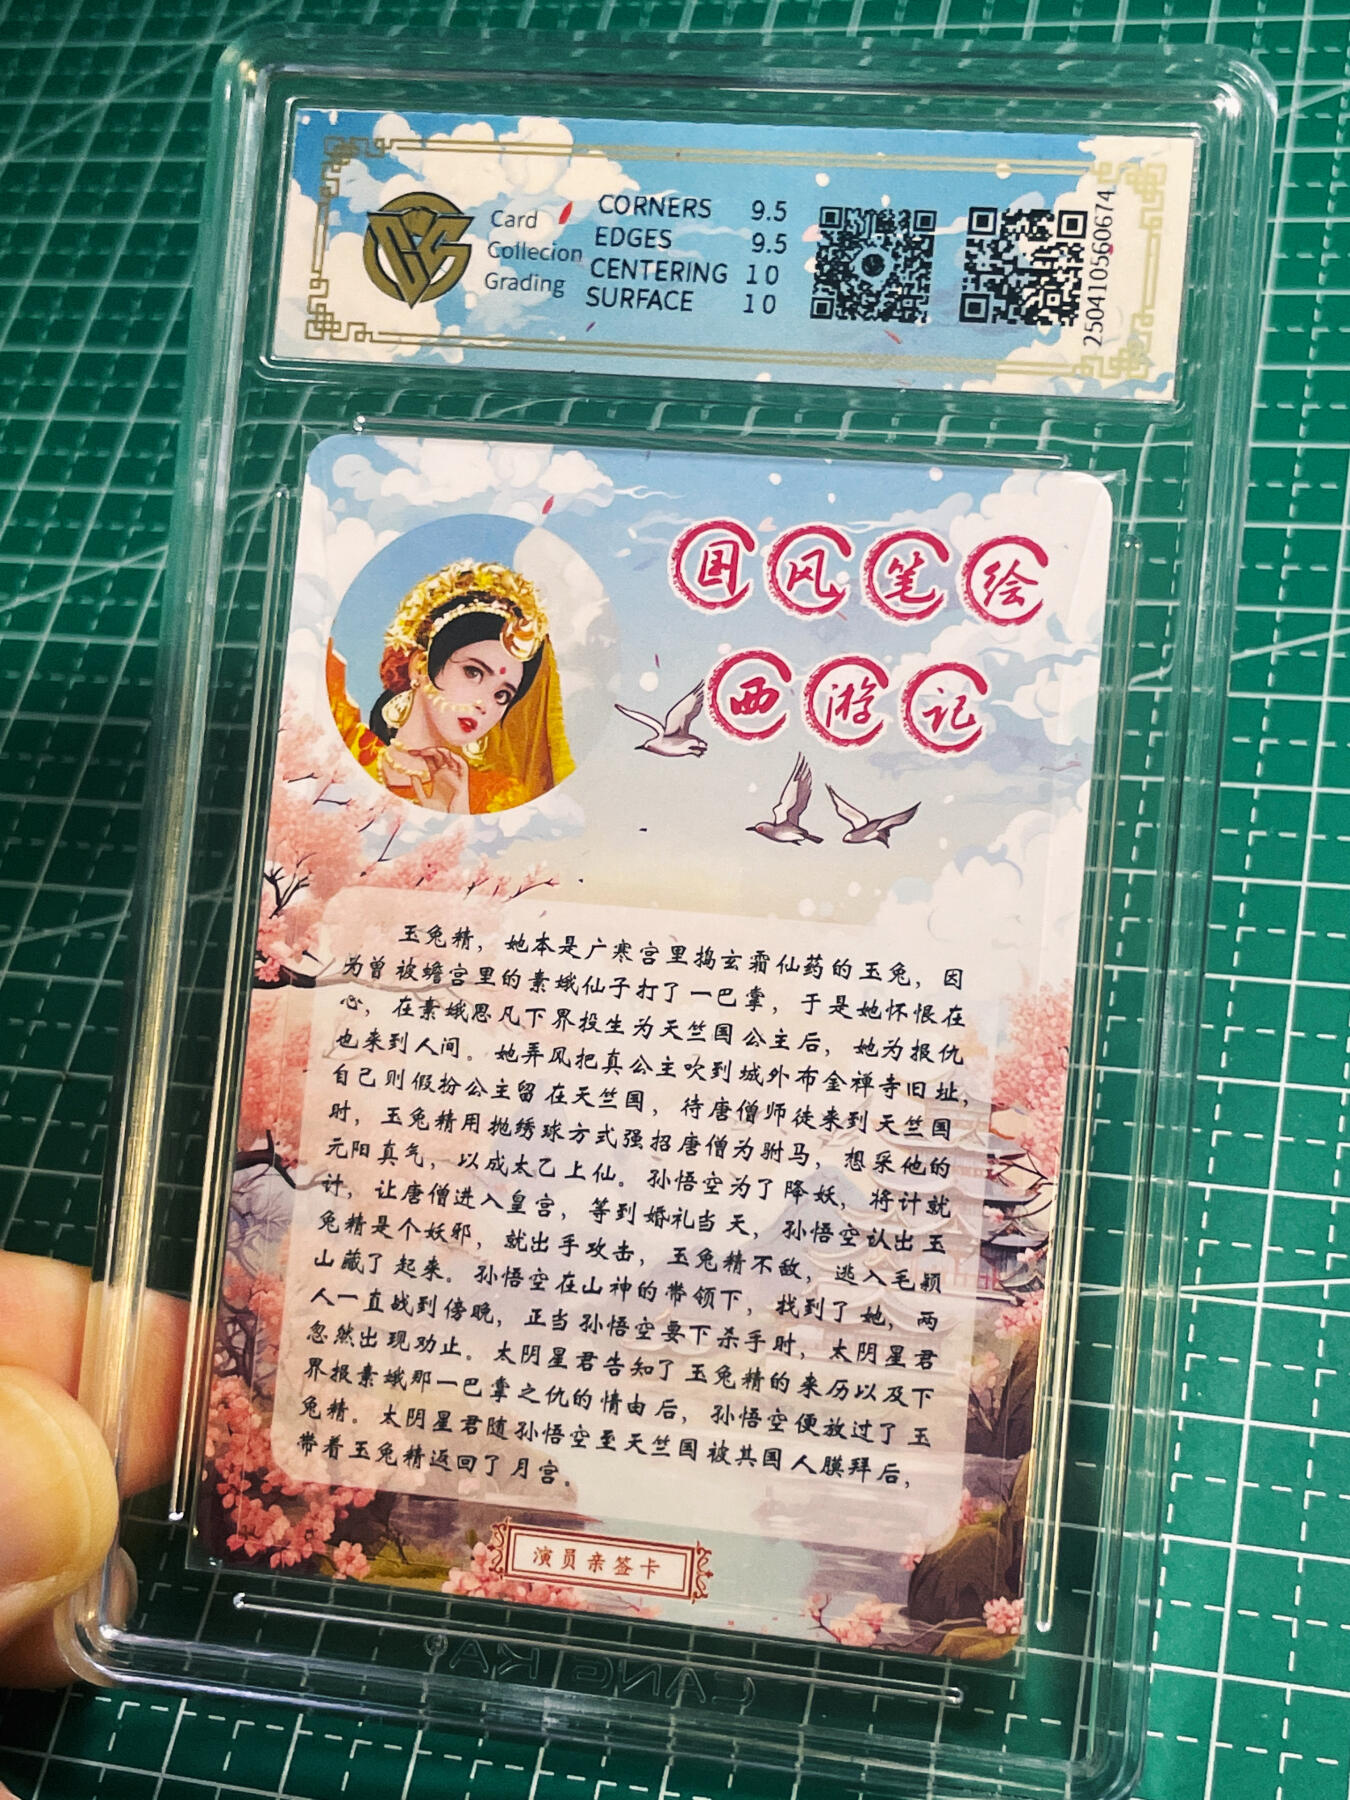 Card
Collecion
Grading
CORNERS 9.5
EDGES 9.5
CENTERING 10
SURFACE 10
2504105660674
国风笔绘
西游记
玉兔精，她本是广寒宫里捣玄霜仙药的玉兔，因
为曾被蟾宫里的素娥仙子打了一巴掌，于是她怀恨在
心，在素娥思凡下界投生为天竺国公主后，她为报仇
也来到人间。她弄风把真公主吹到城外布金禅寺旧址，
自己则假扮公主留在天竺国，待唐僧师徒来到天竺国
时，玉兔精用抛绣球方式强招唐僧为驸马，想采他的
元阳真气，以成太乙上仙。孙悟空为了降妖，将计就
计，让唐僧进入皇宫，等到婚礼当天，孙悟空认出玉
兔精是个妖邪，就出手攻击，玉兔精不敌，逃入毛颖
山藏了起来。孙悟空在山神的带领下，找到了她，两
人一直战到傍晚，正当孙悟空要下杀手时，太阴星君
忽然出现劝止。太阴星君告知了玉兔精的来历以及下
界报素娥那一巴掌之仇的情由后，孙悟空便放过了玉
兔精。太阴星君随孙悟空至天竺国被其国人膜拜后，
带着玉兔精返回了月宫。
演员亲签卡